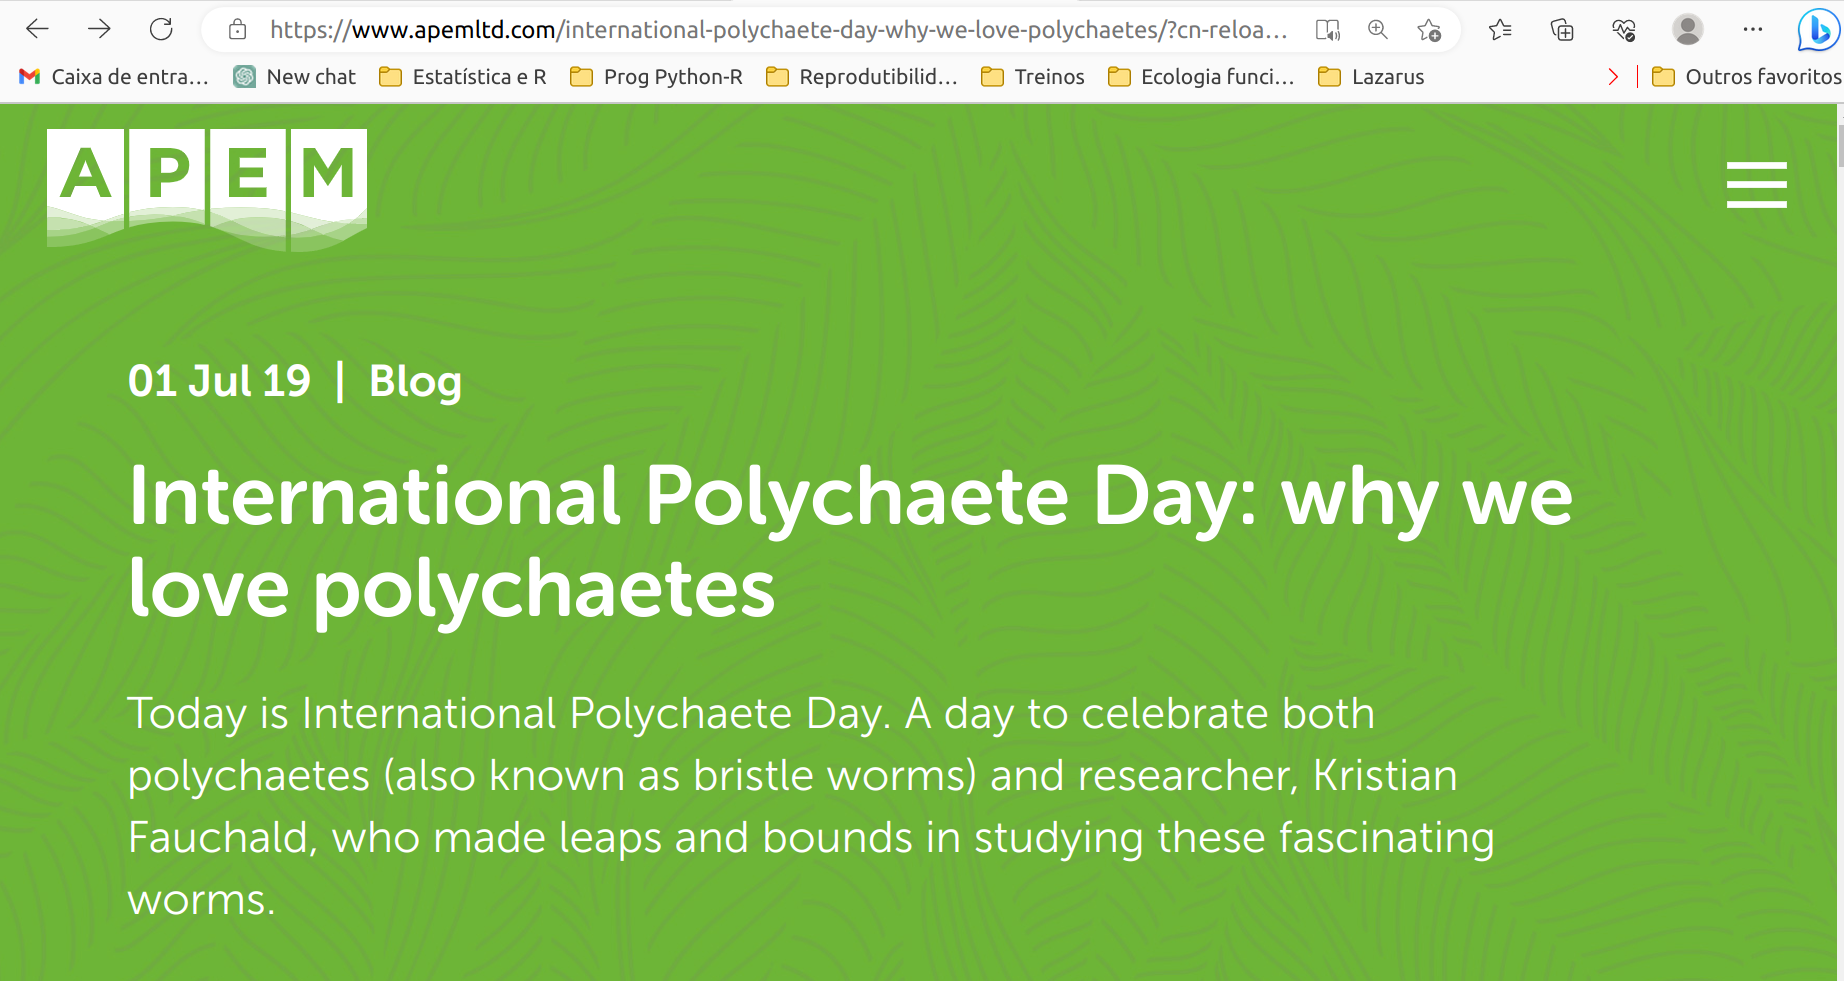 https://www.apemltd.com/international-polychaete-day-why-we-love-polychaetes/?cn-reloa...
Caixa de entra... New chat Estatística e R Prog Python-R Reprodutibilid... Treinos Ecologia funci... Lazarus Outros favoritos
APEM
01 Jul 19 | Blog
International Polychaete Day: why we
love polychaetes
Today is International Polychaete Day. A day to celebrate both
polychaetes (also known as bristle worms) and researcher, Kristian
Fauchald, who made leaps and bounds in studying these fascinating
worms.